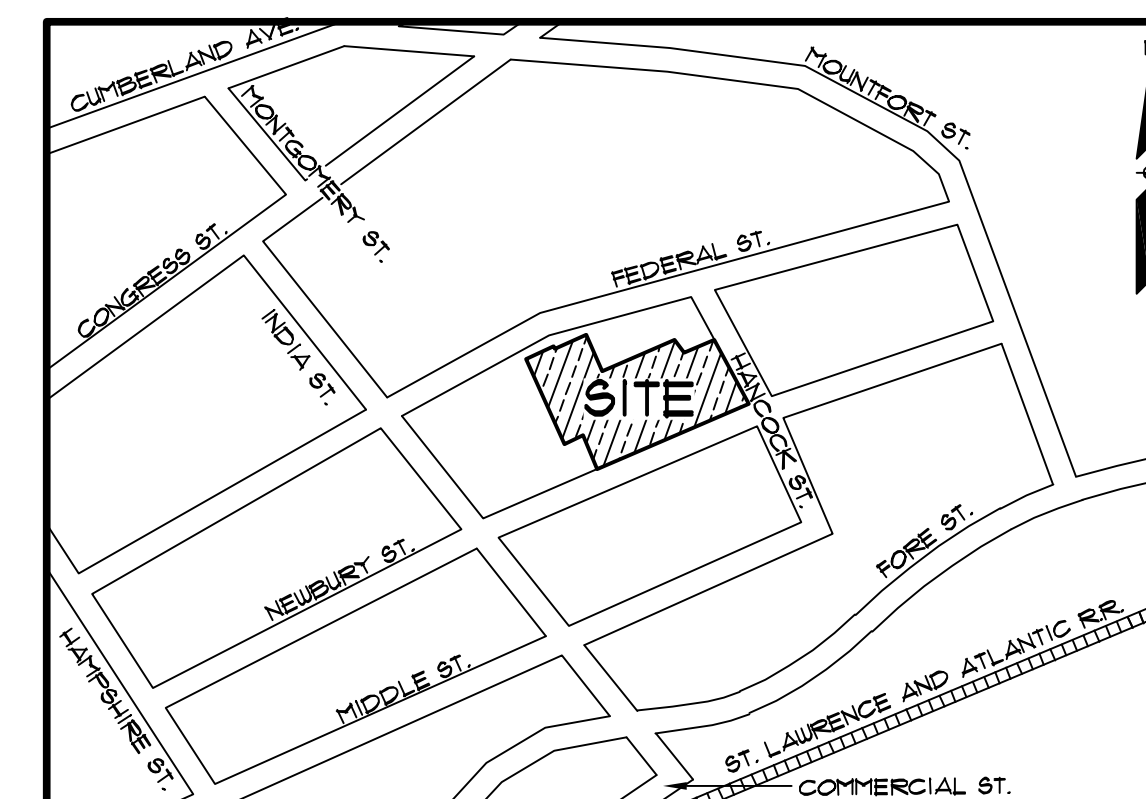 CUMBERLAND AVE.
MOUNTFORT ST.
MONTGOMERY ST.
CONGRESS ST.
FEDERAL ST.
INDIA ST.
SITE
HANCOCK ST.
NEWBURY ST.
FORE ST.
HAMPSHIRE ST.
MIDDLE ST.
ST. LAWRENCE AND ATLANTIC R.R.
COMMERCIAL ST.